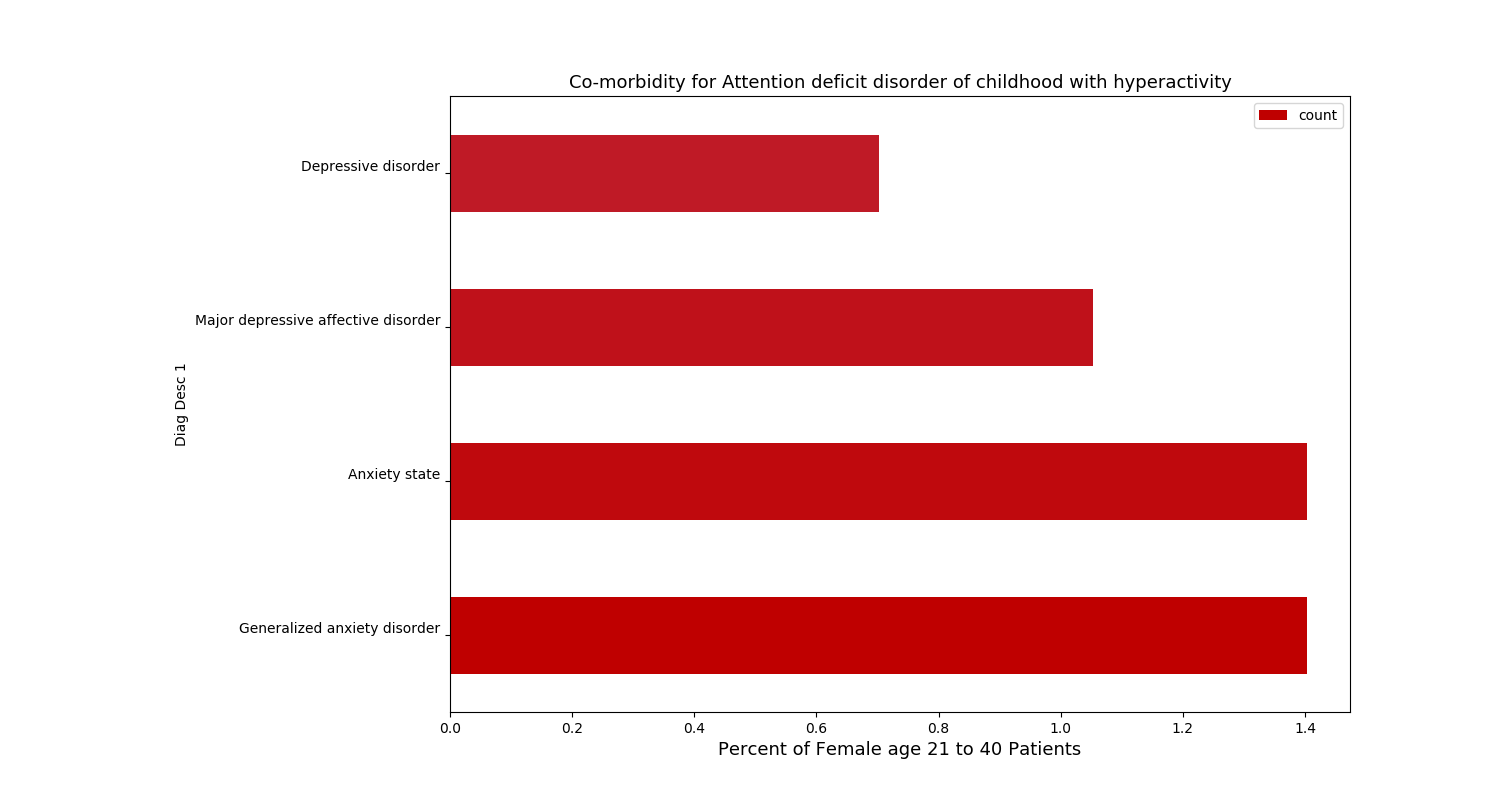 Co-morbidity for Attention deficit disorder of childhood with hyperactivity
count
Depressive disorder
Major depressive affective disorder
Diag Desc 1
Anxiety state
Generalized anxiety disorder
0.0 0.2 0.4 0.6 0.8 1.0 1.2 1.4
Percent of Female age 21 to 40 Patients